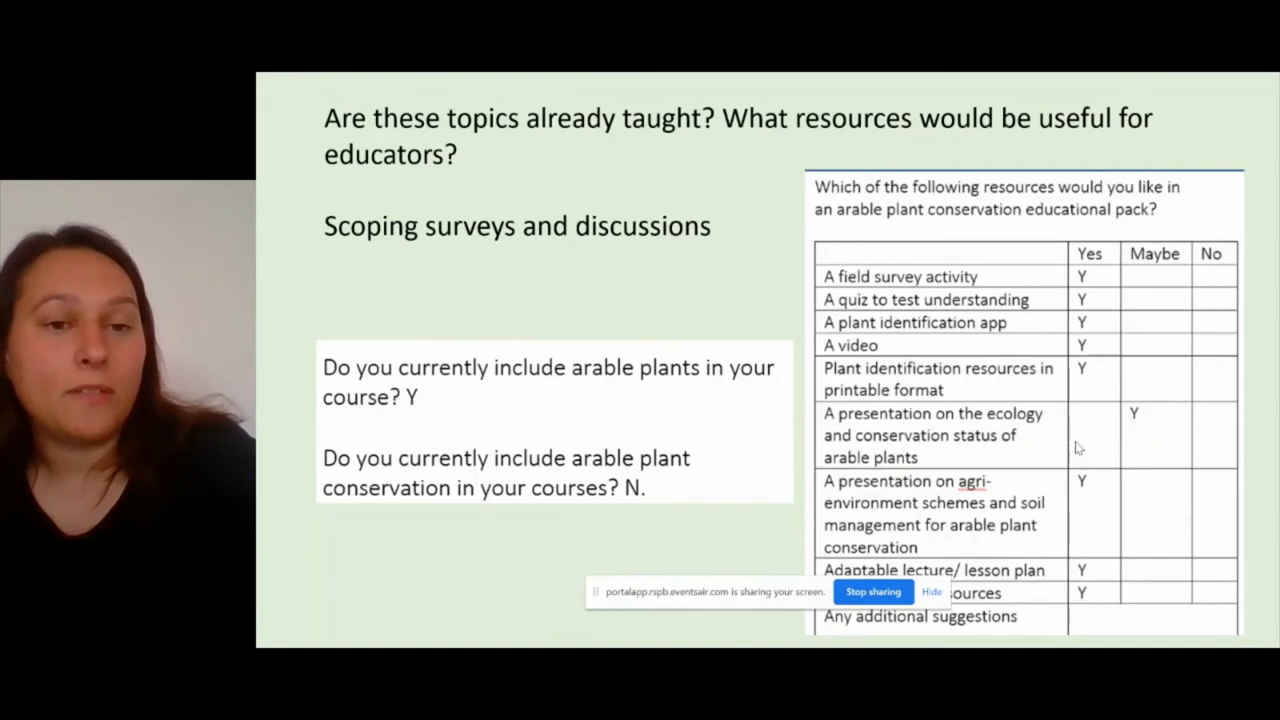 Are these topics already taught? What resources would be useful for
educators?
Scoping surveys and discussions
Do you currently include arable plants in your
course? Y
Do you currently include arable plant
conservation in your courses? N.
Which of the following resources would you like in
an arable plant conservation educational pack?
Yes Maybe No
A field survey activity Y
A quiz to test understanding Y
A plant identification app Y
A video Y
Plant identification resources in Y
printable format
A presentation on the ecology Y
and conservation status of
arable plants
A presentation on agri- Y
environment schemes and soil
management for arable plant
conservation
Adaptable lecture/ lesson plan Y
Y
Any additional suggestions
portalapp.rspb.eventsair.com is sharing your screen. Stop sharing Hide